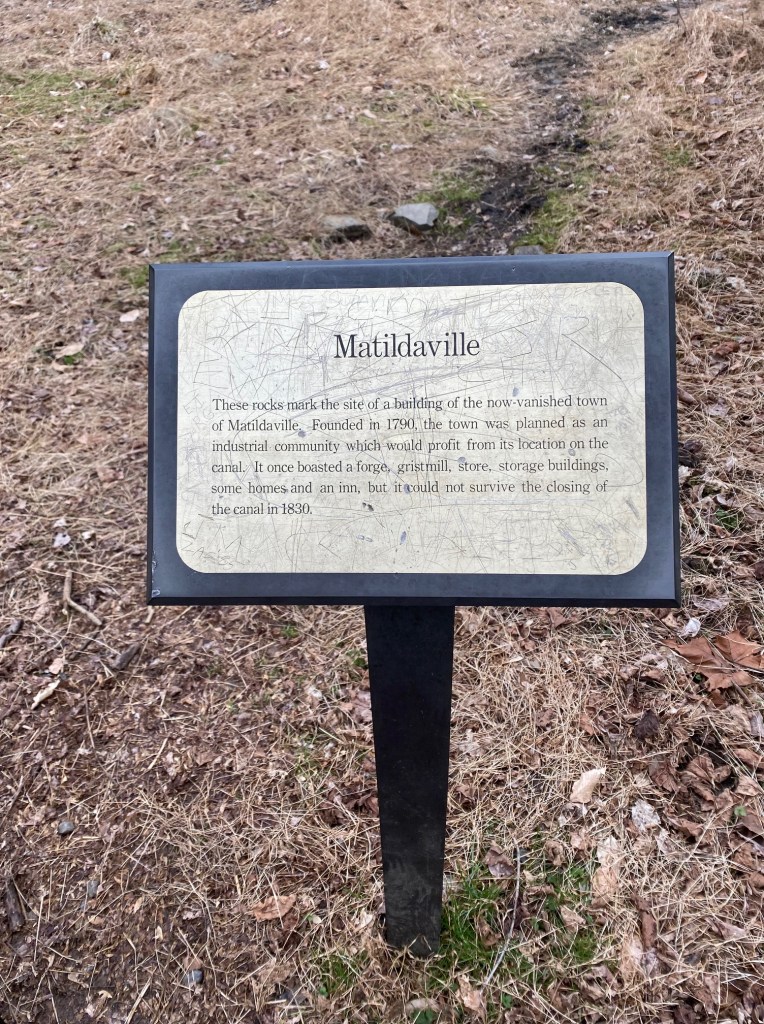 Matildaville
These rocks mark the site of a building of the now-vanished town
of Matildaville. Founded in 1790, the town was planned as an
industrial community which would profit from its location on the
canal. It once boasted a forge, gristmill, store, storage buildings,
some homes and an inn, but it could not survive the closing of
the canal in 1830.